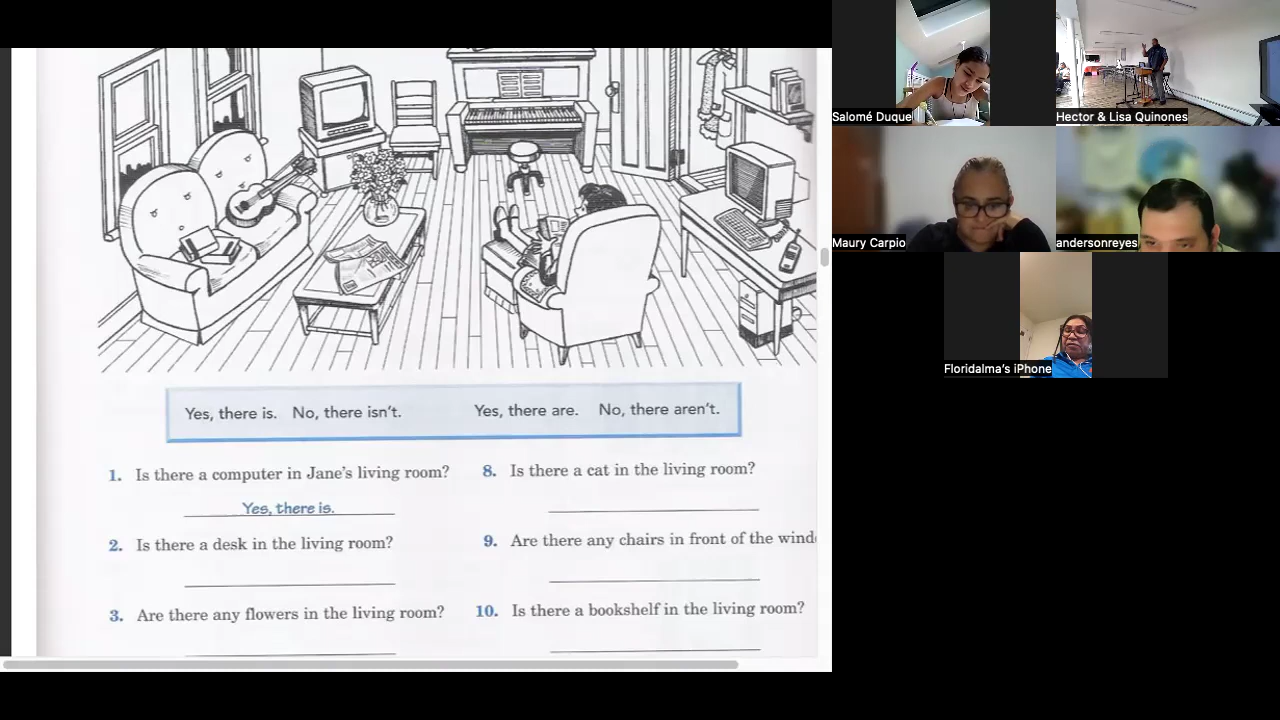 Yes, there is. No, there isn't. Yes, there are. No, there aren't.
1. Is there a computer in Jane's living room?
Yes, there is.
2. Is there a desk in the living room?
3. Are there any flowers in the living room?
8. Is there a cat in the living room?
9. Are there any chairs in front of the wind
10. Is there a bookshelf in the living room?
Salomé Duque
Hector & Lisa Quinones
Maury Carpio
andersonreyes
Floridalma's iPhone